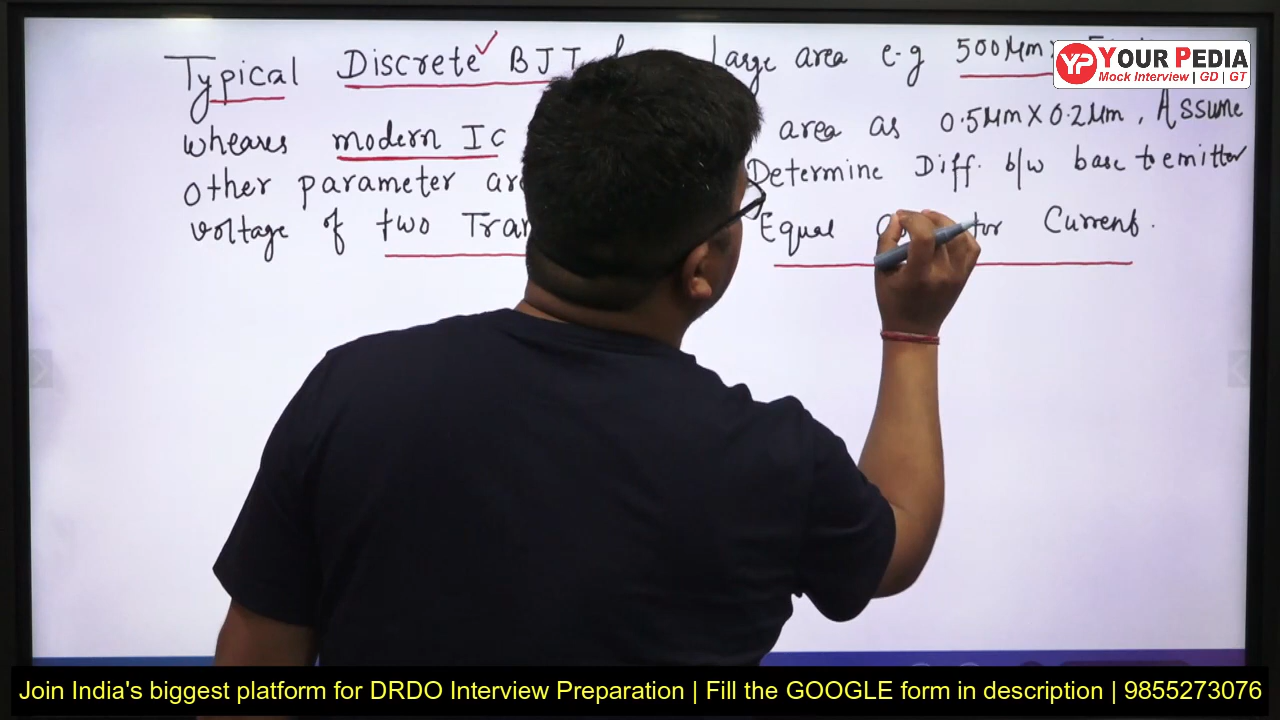 Typical Discrete BJT large area e-g 500μm
wheares modern Ic area as 0.5μm X 0.2μm, Assume
Other parameter are Determine Diff. b/w base to emitter
voltage of two Equal Current.
YP YOUR PEDIA
Mock Interview | GD | GT
Join India's biggest platform for DRDO Interview Preparation | Fill the GOOGLE form in description | 9855273076